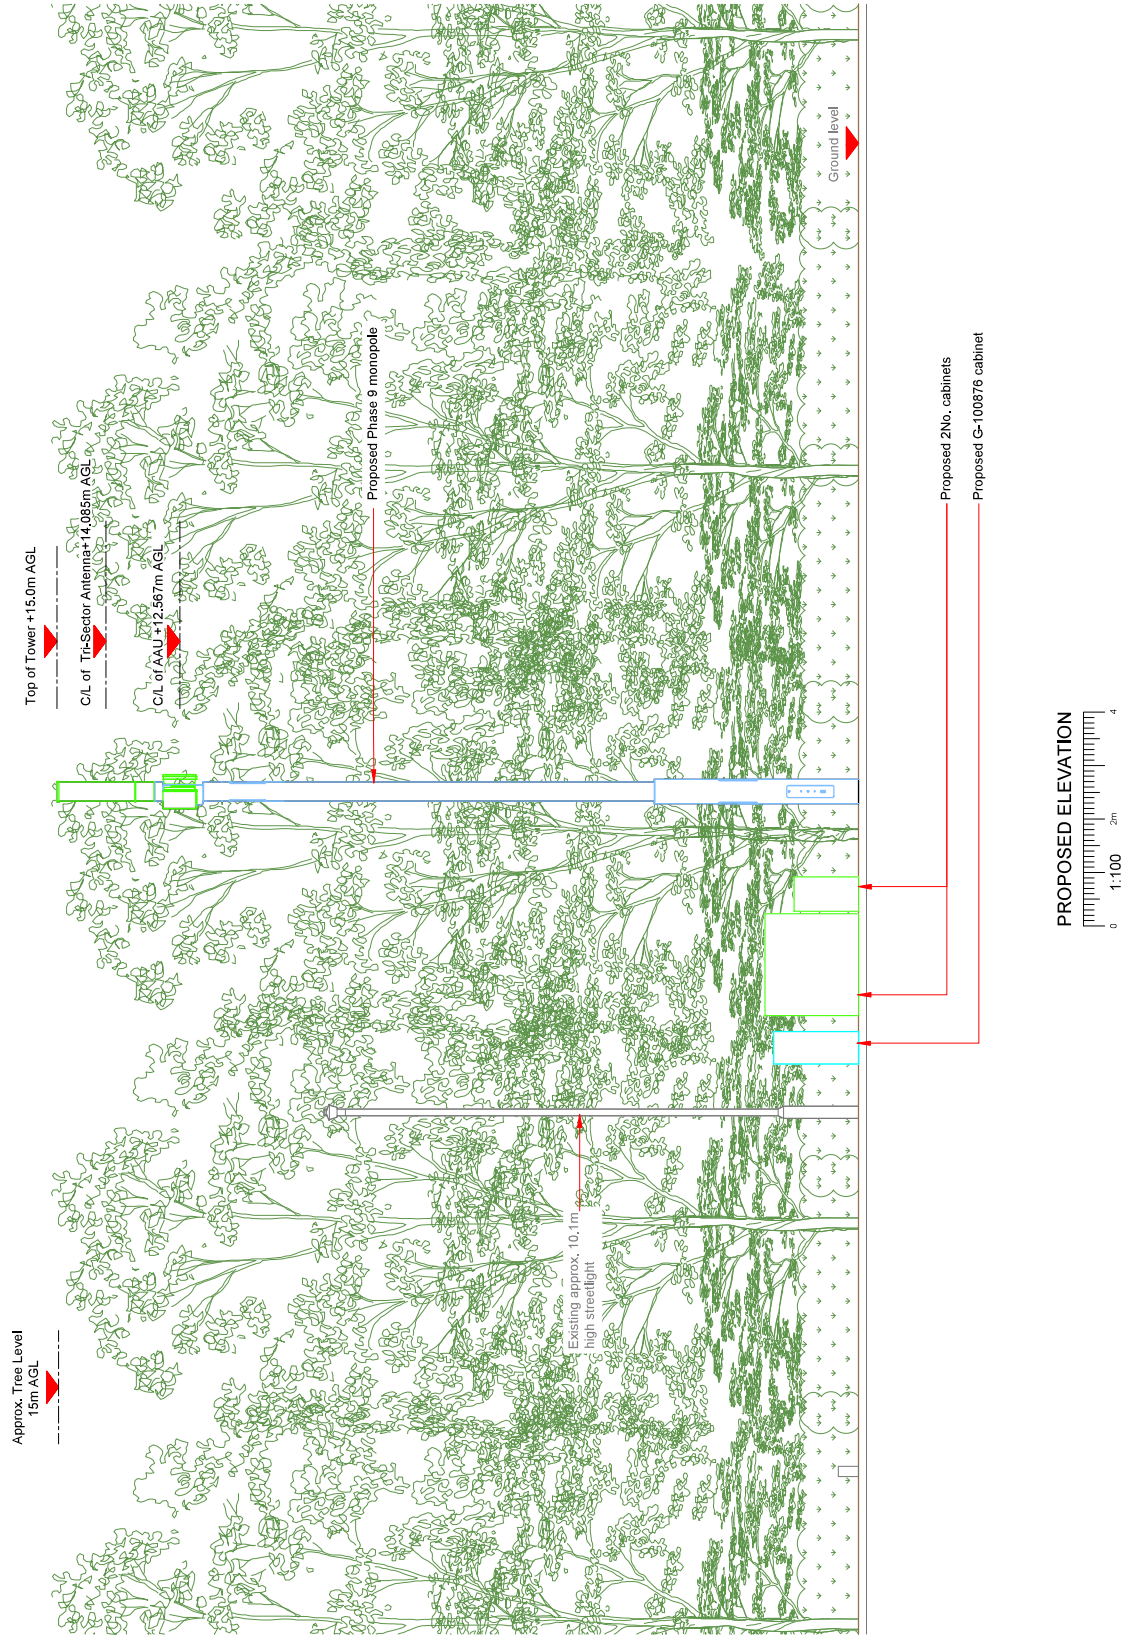 Approx. Tree Level
15m AGL
Top of Tower +15.0m AGL
C/L of Tri-Sector Antenna+14.085m AGL
C/L of AAU +12.567m AGL
Proposed Phase 9 monopole
Existing approx. 10.1m
high streetlight
Ground level
Proposed 2No. cabinets
Proposed G-100876 cabinet
PROPOSED ELEVATION
0 2m 4
1:100